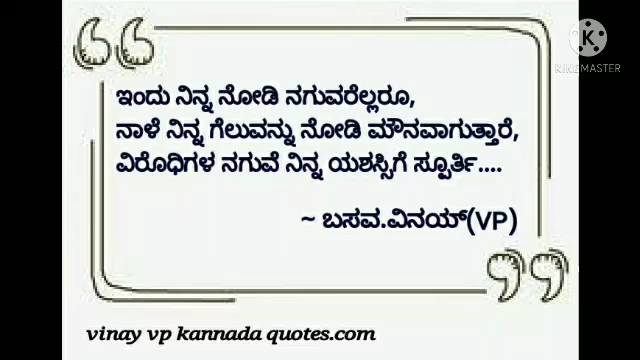 KINEMASTER
ಇಂದು ನಿನ್ನ ನೋಡಿ ನಗುವರೆಲ್ಲರೂ,
ನಾಳೆ ನಿನ್ನ ಗೆಲುವನ್ನು ನೋಡಿ ಮೌನವಾಗುತ್ತಾರೆ,
ವಿರೊಧಿಗಳ ನಗುವೆ ನಿನ್ನ ಯಶಸ್ಸಿಗೆ ಸ್ಪೂರ್ತಿ....
~ ಬಸವ.ವಿನಯ್(VP)
vinay vp kannada quotes.com